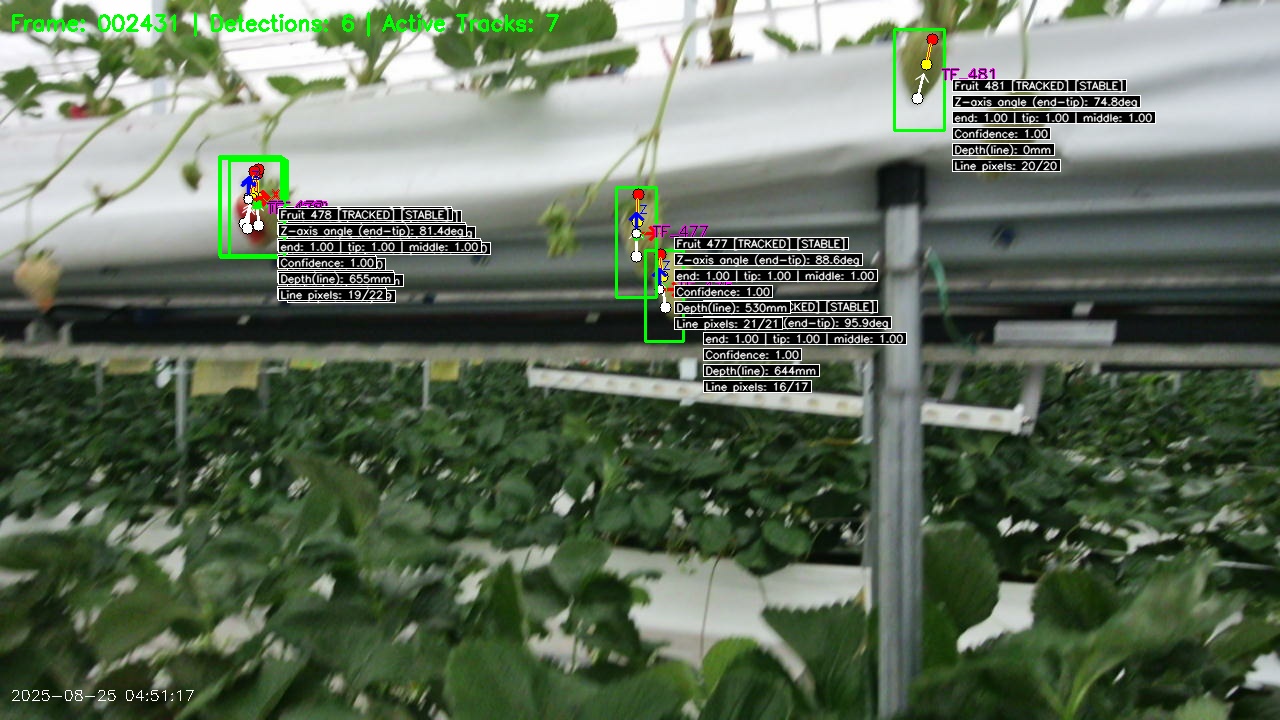 Frame: 002431 | Detections: 6 | Active Tracks: 7
TF_481
Fruit 481 [TRACKED] [STABLE]
Z-axis angle (end-tip): 74.8deg
end: 1.00 | tip: 1.00 | middle: 1.00
Confidence: 1.00
Depth(line): 0mm
Line pixels: 20/20
Fruit 478 [TRACKED] [STABLE]
Z-axis angle (end-tip): 81.4deg
end: 1.00 | tip: 1.00 | middle: 1.00
Confidence: 1.00
Depth(line): 655mm
Line pixels: 19/22
TF_477
Fruit 477 [TRACKED] [STABLE]
Z-axis angle (end-tip): 88.6deg
end: 1.00 | tip: 1.00 | middle: 1.00
Confidence: 1.00
Depth(line): 530mm
Line pixels: 21/21
KED] [STABLE]
(end-tip): 95.9deg
end: 1.00 | tip: 1.00 | middle: 1.00
Confidence: 1.00
Depth(line): 644mm
Line pixels: 16/17
2025-08-25 04:51:17